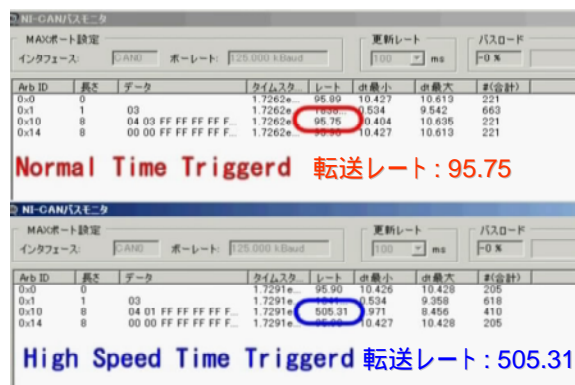 NI-CANバスモニタ
MAXポート設定 更新レート バスロード
インタフェース: CAN0 ボーレート: 125.000 kBaud 100 ms -0 %
Arb ID 長さ データ タイムスタ... レート dt最小 dt最大 #(合計)
0x0 0 1.7262e... 95.89 10.427 10.613 221
0x1 1 03 1.7262e... 0.534 9.542 663
0x10 8 04 03 FF FF FF FF F... 1.7262e 95.75 0.404 10.635 221
0x14 8 00 00 FF FF FF FF F... 1.7262e... 10.427 10.613 221
Normal Time Triggerd 転送レート : 95.75
NI-CANバスモニタ
MAXポート設定 更新レート バスロード
インタフェース: CAN0 ボーレート: 125.000 kBaud 100 ms -0 %
Arb ID 長さ データ タイムスタ... レート dt最小 dt最大 #(合計)
0x0 0 1.7291e... 95.90 10.426 10.428 205
0x1 1 03 1.7291e... 0.534 9.358 618
0x10 8 04 01 FF FF FF FF F... 1.7291e 505.31 .971 8.456 410
0x14 8 00 00 FF FF FF FF F... 1.7291e... 10.427 10.428 205
High Speed Time Triggerd 転送レート : 505.31